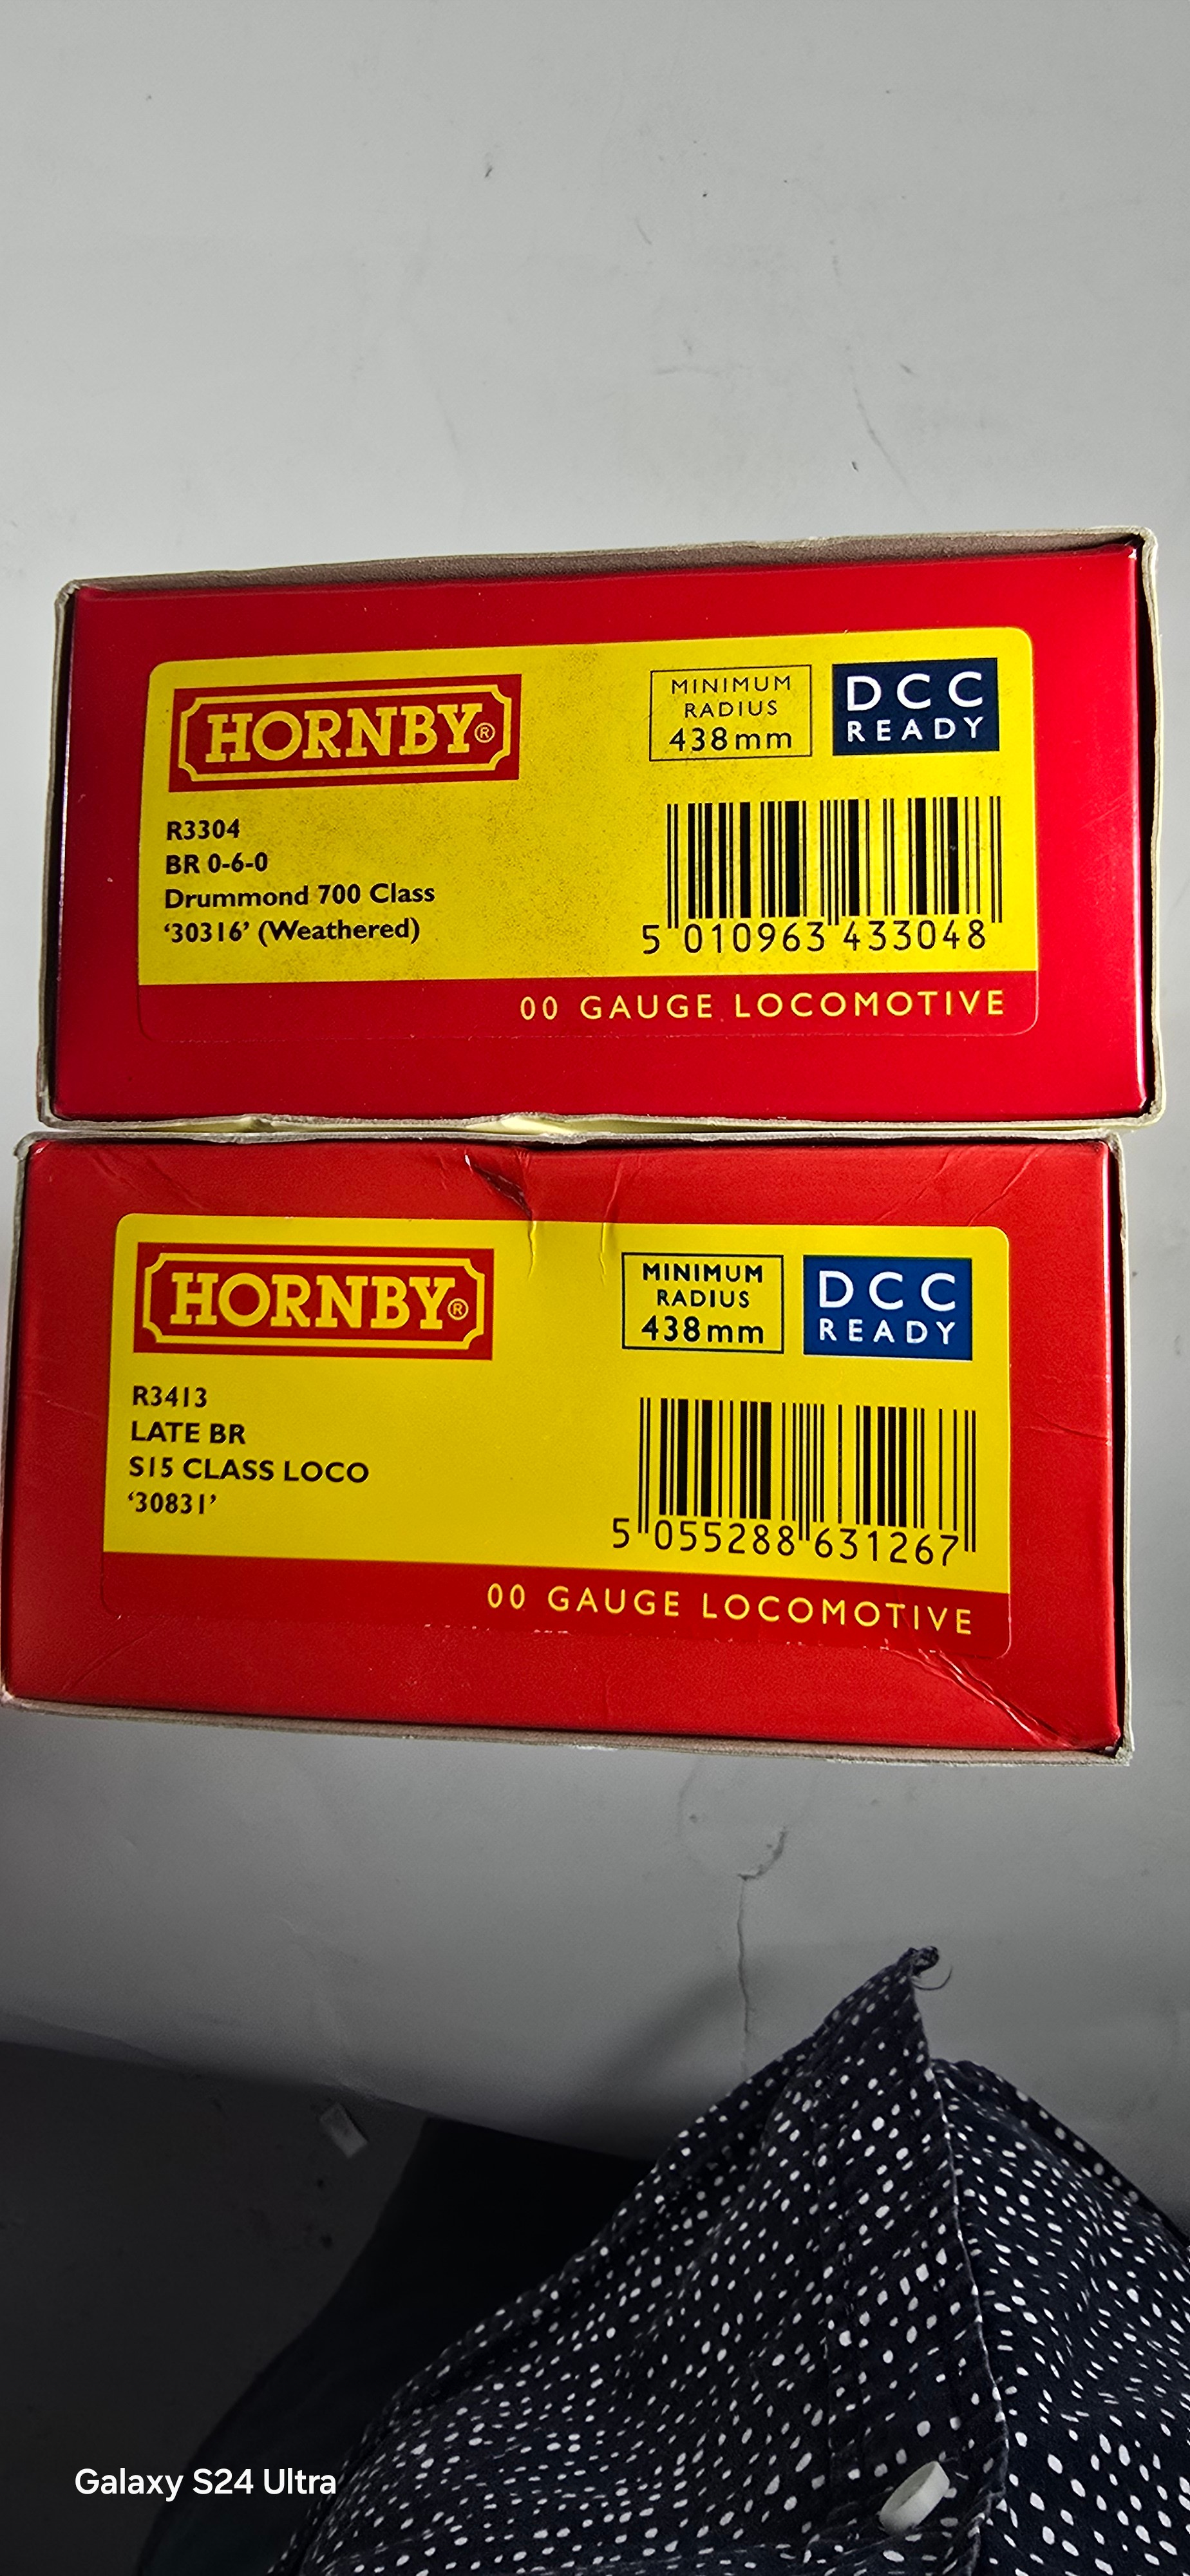 HORNBY®
MINIMUM
RADIUS
438mm
DCC
READY
R3304
BR 0-6-0
Drummond 700 Class
‘30316’ (Weathered)
5 010963 433048
00 GAUGE LOCOMOTIVE
HORNBY®
MINIMUM
RADIUS
438mm
DCC
READY
R3413
LATE BR
S15 CLASS LOCO
‘30831’
5 055288 631267
00 GAUGE LOCOMOTIVE
Galaxy S24 Ultra